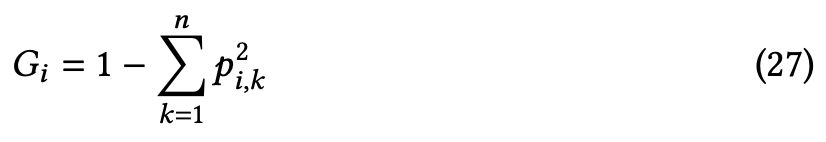 G_i = 1 - \sum_{k=1}^{n} p_{i,k}^2 (27)